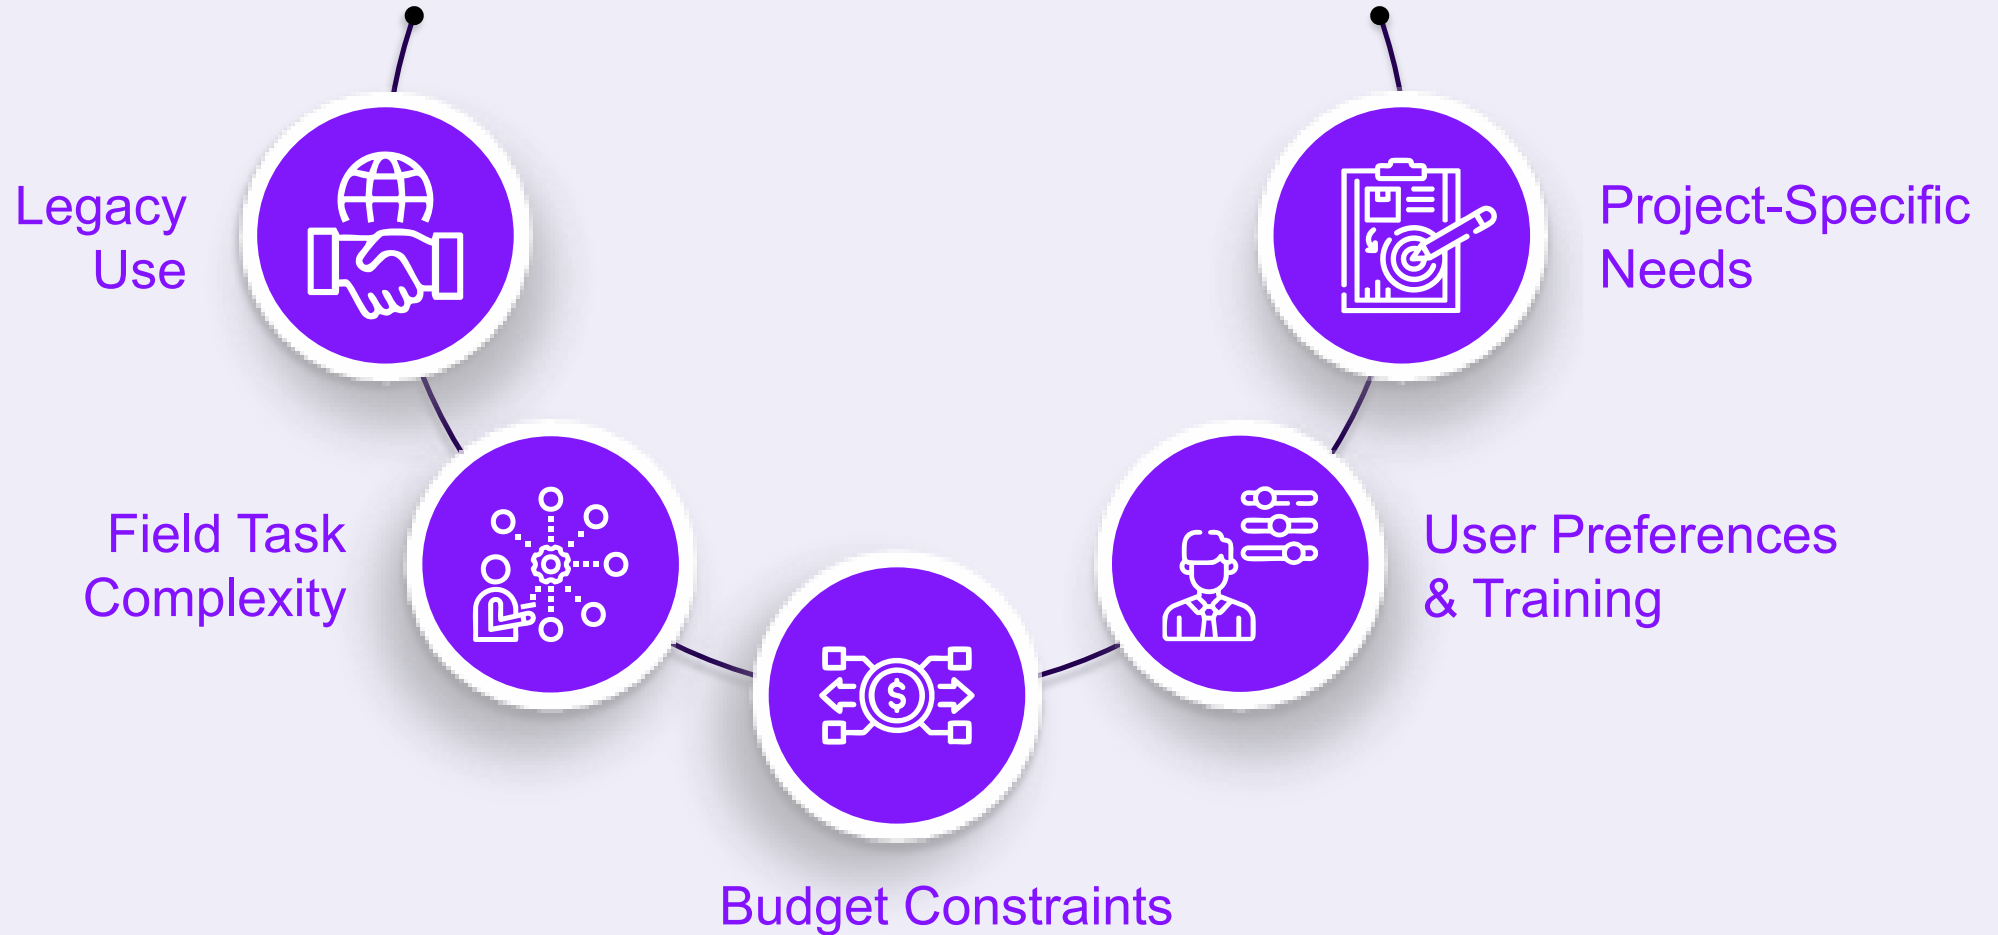 Legacy
Use
Field Task
Complexity
$
Budget Constraints
User Preferences
& Training
Project-Specific
Needs